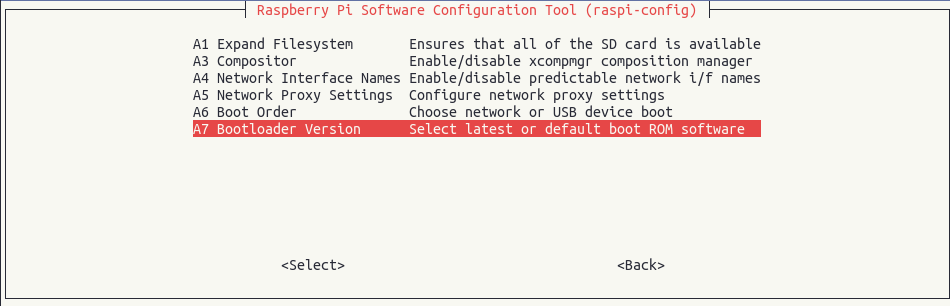 Raspberry Pi Software Configuration Tool (raspi-config)
A1 Expand Filesystem Ensures that all of the SD card is available
A3 Compositor Enable/disable xcompmgr composition manager
A4 Network Interface Names Enable/disable predictable network i/f names
A5 Network Proxy Settings Configure network proxy settings
A6 Boot Order Choose network or USB device boot
A7 Bootloader Version Select latest or default boot ROM software
<Select> <Back>